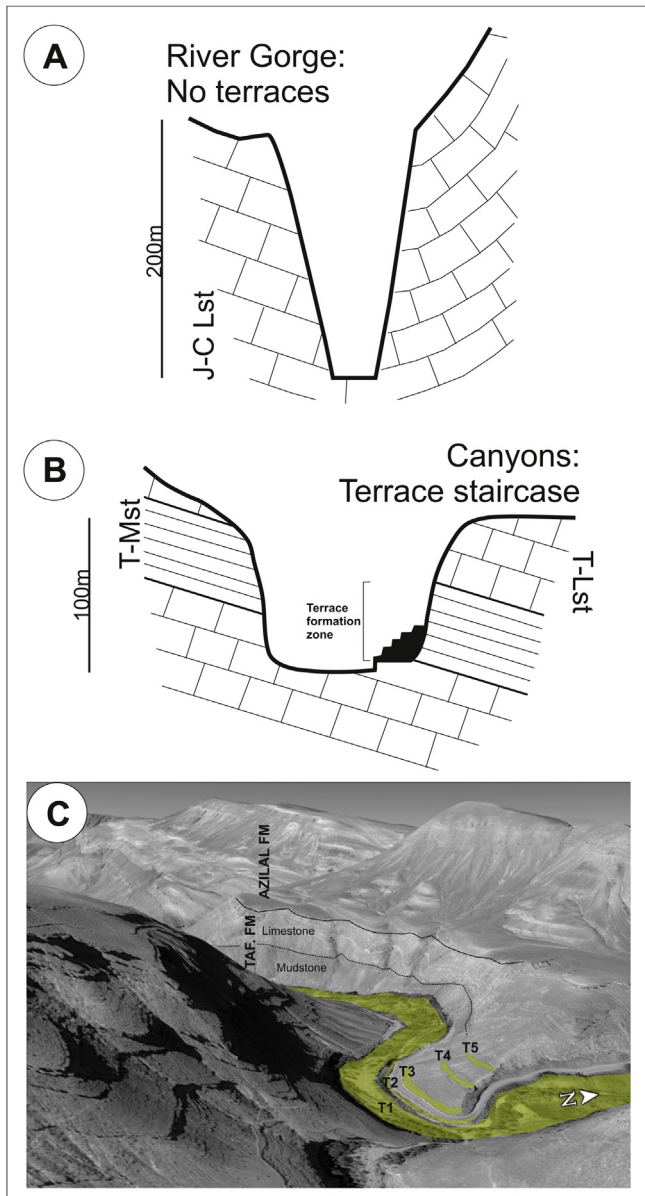 A
River Gorge:
No terraces
200m
J-C Lst
B
Canyons:
Terrace staircase
T-Mst
100m
Terrace
formation
zone
T-Lst
C
AZILAL FM
TAF. FM
Limestone
Mudstone
T5
T4
T3
T2
T1
N